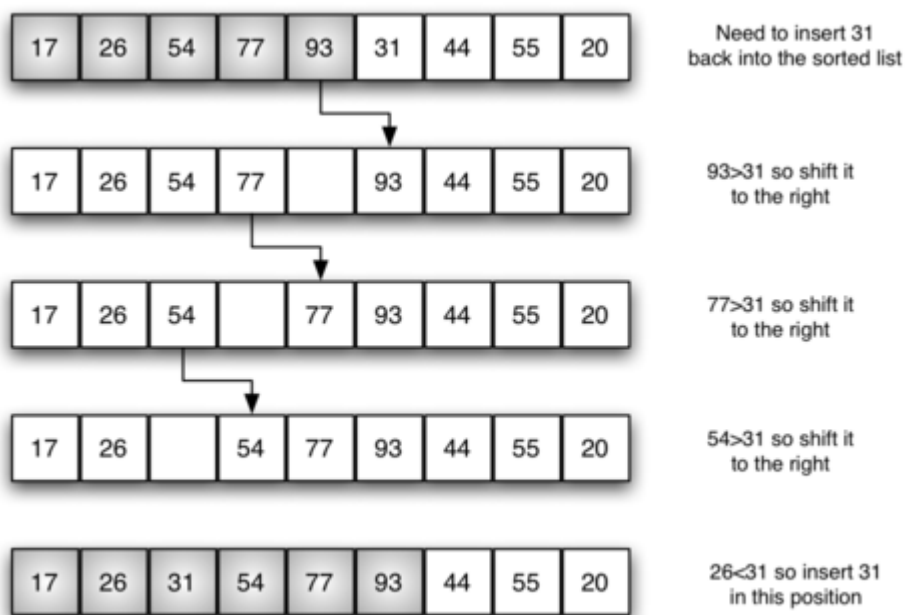 17 26 54 77 93 31 44 55 20
Need to insert 31
back into the sorted list
17 26 54 77 93 44 55 20
93>31 so shift it
to the right
17 26 54 77 93 44 55 20
77>31 so shift it
to the right
17 26 54 77 93 44 55 20
54>31 so shift it
to the right
17 26 31 54 77 93 44 55 20
26<31 so insert 31
in this position